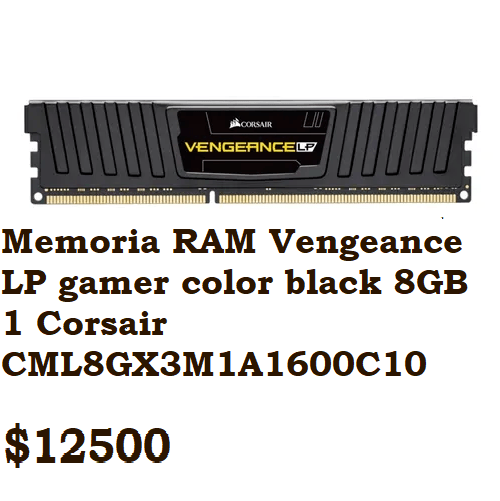 CORSAIR
VENGEANCE LP
Memoria RAM Vengeance
LP gamer color black 8GB
1 Corsair
CML8GX3M1A1600C10
$12500